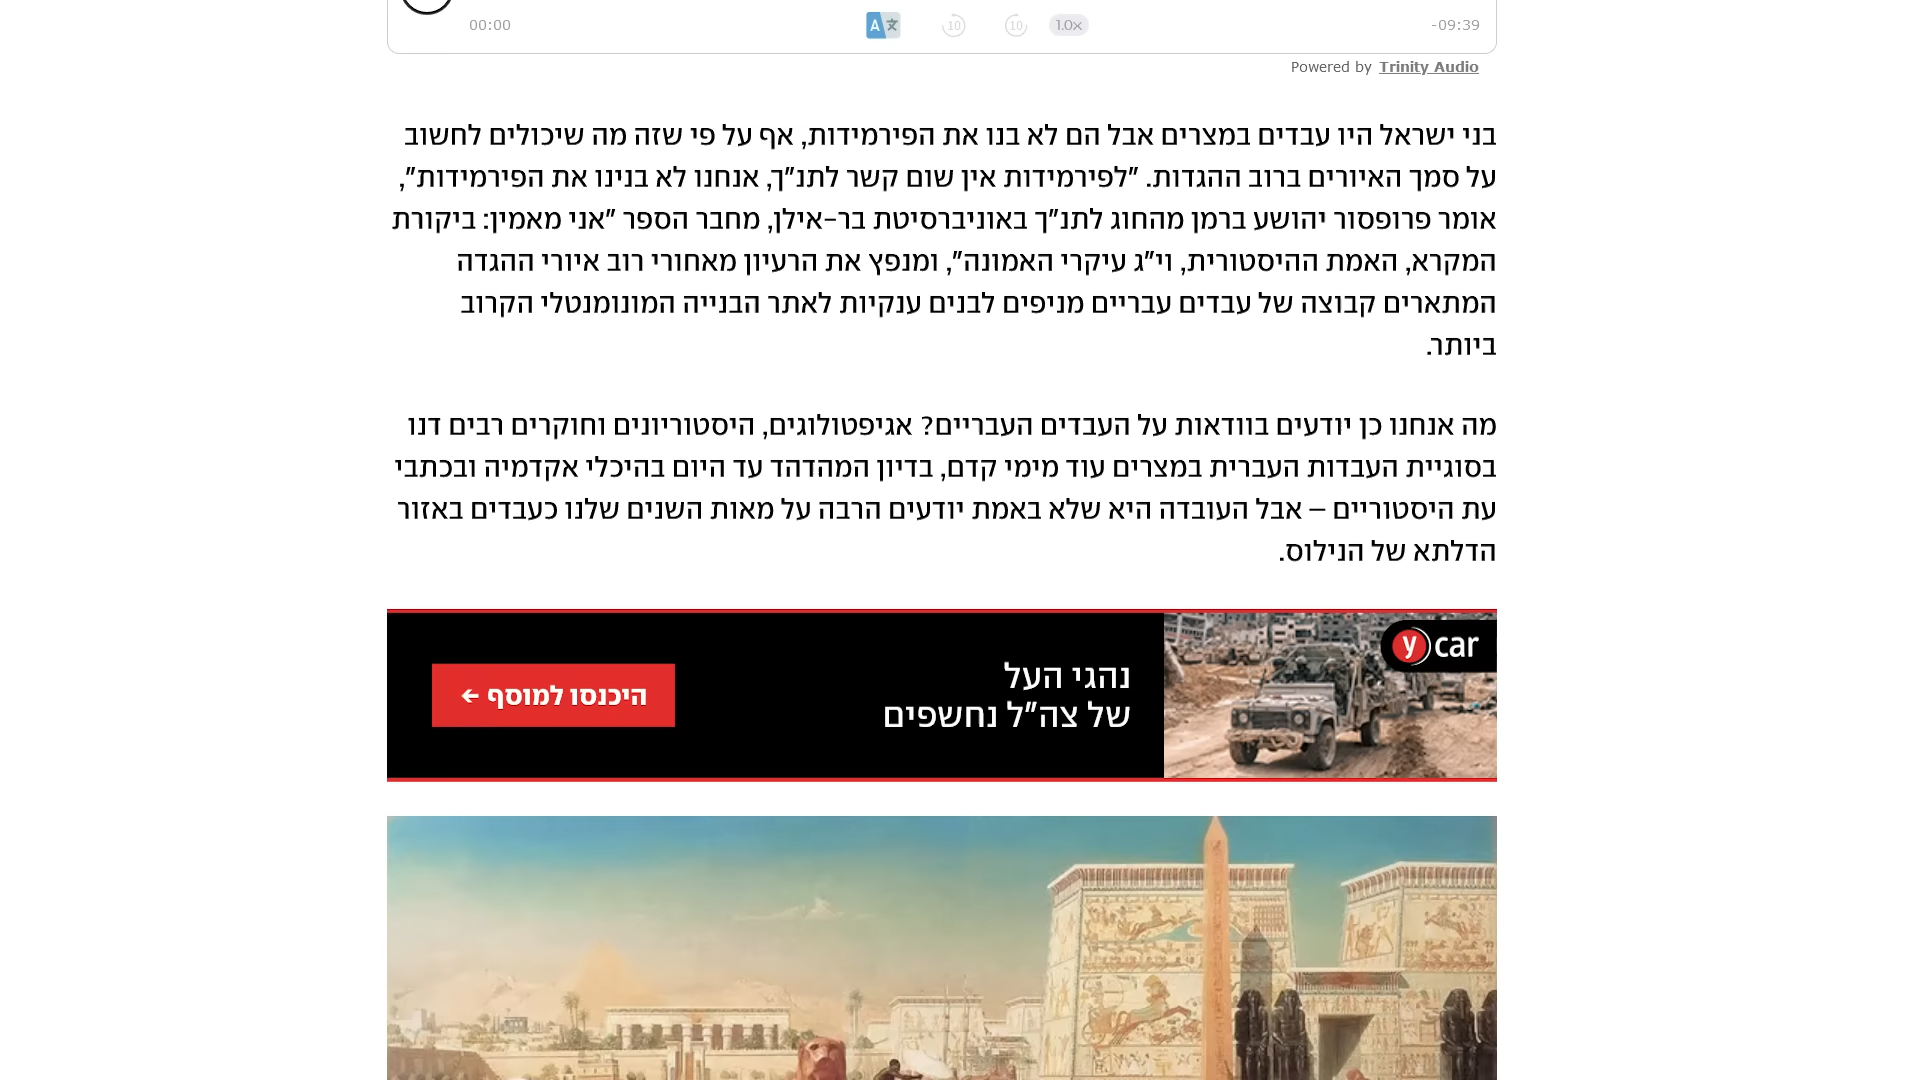 00:00
A
10
10
1.0x
-09:39
Powered by Trinity Audio
בני ישראל היו עבדים במצרים אבל הם לא בנו את הפירמידות, אף על פי שזה מה שיכולים לחשוב
על סמך האיורים ברוב ההגדות. "לפירמידות אין שום קשר לתנ"ך, אנחנו לא בנינו את הפירמידות",
אומר פרופסור יהושע ברמן מהחוג לתנ"ך באוניברסיטת בר-אילן, מחבר הספר "אני מאמין: ביקורת
המקרא, האמת ההיסטורית, וי"ג עיקרי האמונה", ומנפץ את הרעיון מאחורי רוב איורי ההגדה
המתארים קבוצה של עבדים עבריים מניפים לבנים ענקיות לאתר הבנייה המונומנטלי הקרוב
ביותר.
מה אנחנו כן יודעים בוודאות על העבדים העבריים? אגיפטולוגים, היסטוריונים וחוקרים רבים דנו
בסוגיית העבדות העברית במצרים עוד מימי קדם, בדיון המהדהד עד היום בהיכלי אקדמיה ובכתבי
עת היסטוריים – אבל העובדה היא שלא באמת יודעים הרבה על מאות השנים שלנו כעבדים באזור
הדלתא של הנילוס.
y car
נהגי העל
של צה"ל נחשפים
היכנסו למוסף ←